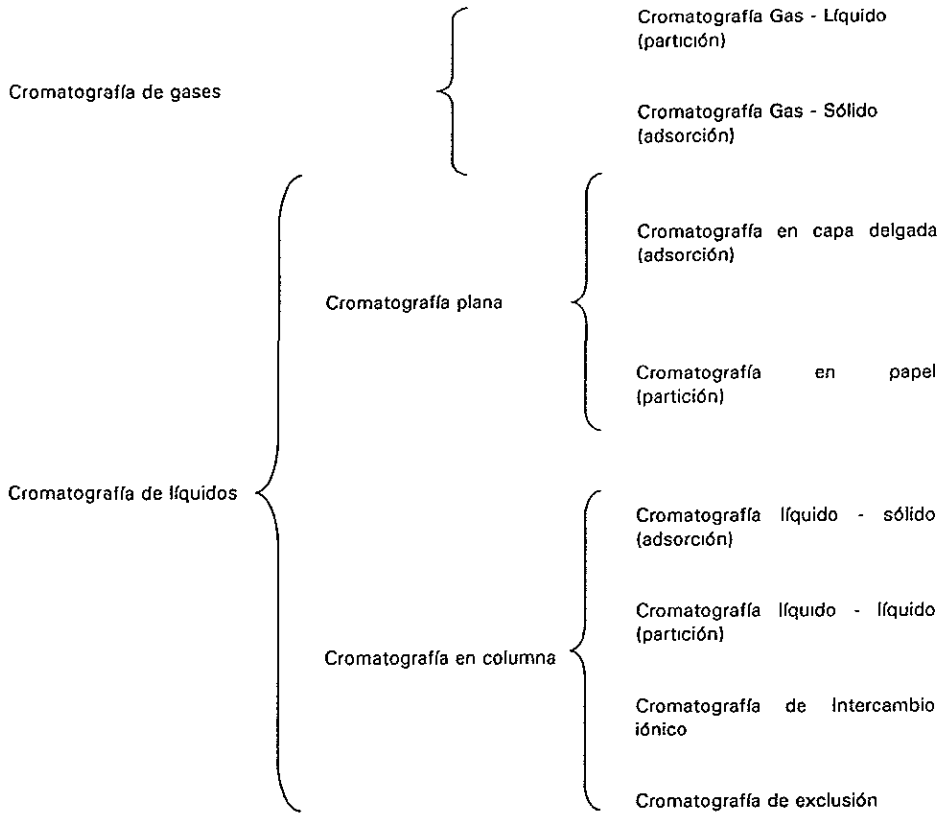 Cromatografía Gas - Líquido
(partición)
Cromatografía de gases
Cromatografía Gas - Sólido
(adsorción)
Cromatografía en capa delgada
(adsorción)
Cromatografía plana
Cromatografía en papel
(partición)
Cromatografía de líquidos
Cromatografía líquido - sólido
(adsorción)
Cromatografía líquido - líquido
(partición)
Cromatografía en columna
Cromatografía de Intercambio
iónico
Cromatografía de exclusión